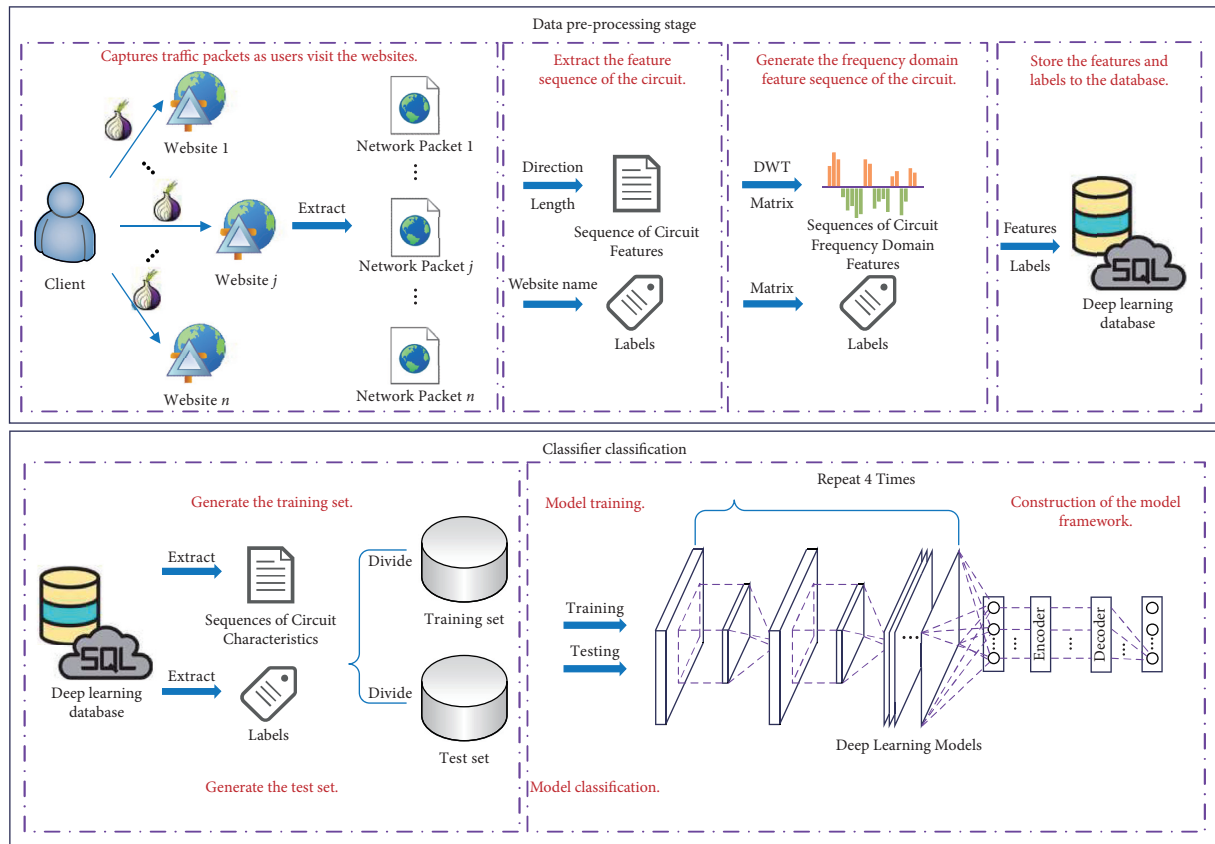 Data pre-processing stage
Captures traffic packets as users visit the websites.
Website 1
Website j
Website n
Client
Extract
Network Packet 1
Network Packet j
Network Packet n
Extract the feature
sequence of the circuit.
Direction
Length
Sequence of Circuit
Features
Website name
Labels
Generate the frequency domain
feature sequence of the circuit.
DWT
Matrix
Sequences of Circuit
Frequency Domain
Features
Matrix
Labels
Store the features and
labels to the database.
Features
Labels
SQL
Deep learning
database
Classifier classification
Generate the training set.
SQL
Deep learning
database
Extract
Sequences of Circuit
Characteristics
Extract
Labels
Divide
Training set
Divide
Test set
Generate the test set.
Repeat 4 Times
Model training.
Construction of the model
framework.
Training
Testing
Encoder
Decoder
Deep Learning Models
Model classification.